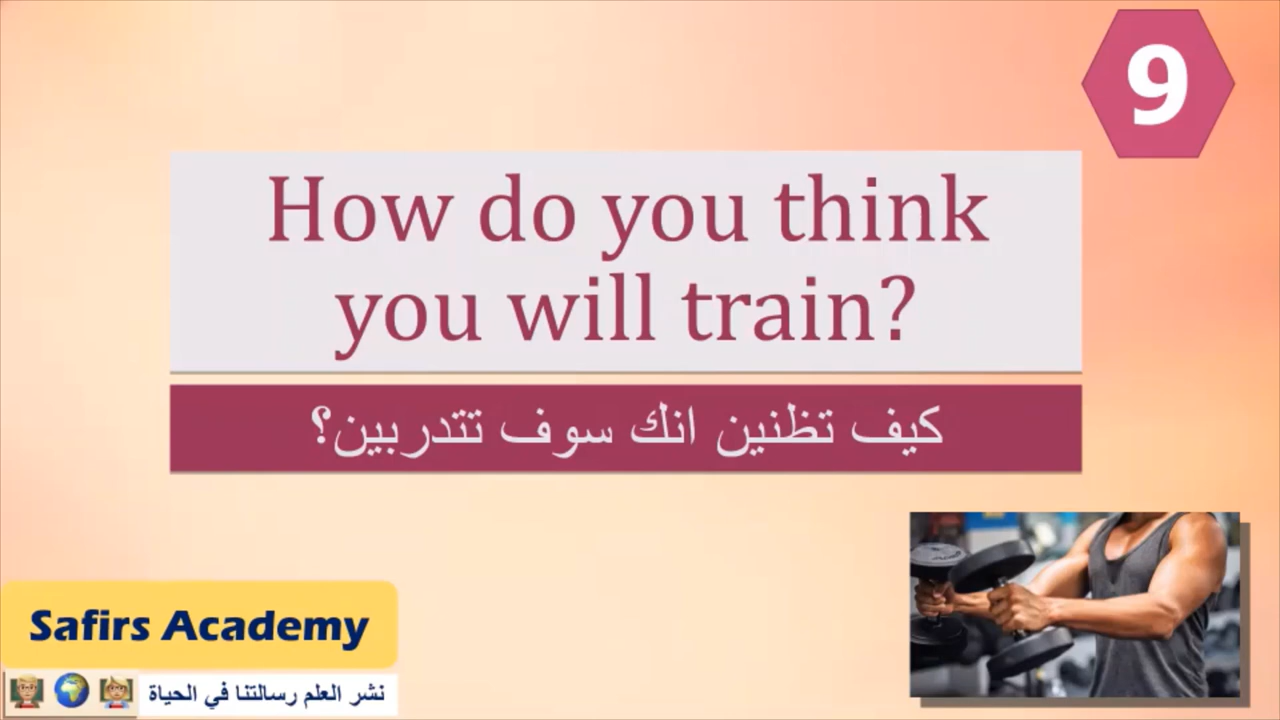 9
How do you think
you will train?
كيف تظنين انك سوف تتدربين؟
Safirs Academy
نشر العلم رسالتنا في الحياة